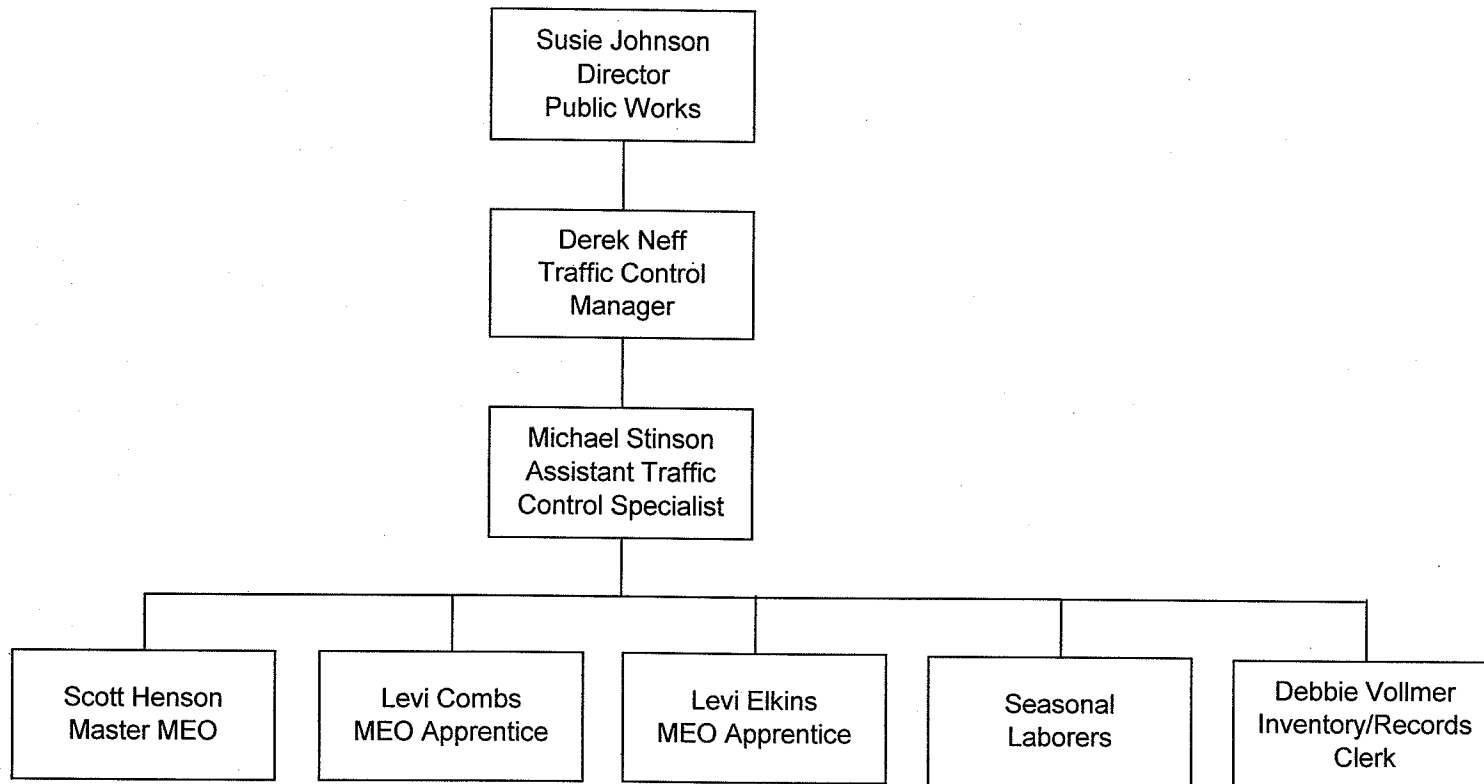 Susie Johnson
Director
Public Works
Derek Neff
Traffic Control
Manager
Michael Stinson
Assistant Traffic
Control Specialist
Scott Henson
Master MEO
Levi Combs
MEO Apprentice
Levi Elkins
MEO Apprentice
Seasonal
Laborers
Debbie Vollmer
Inventory/Records
Clerk